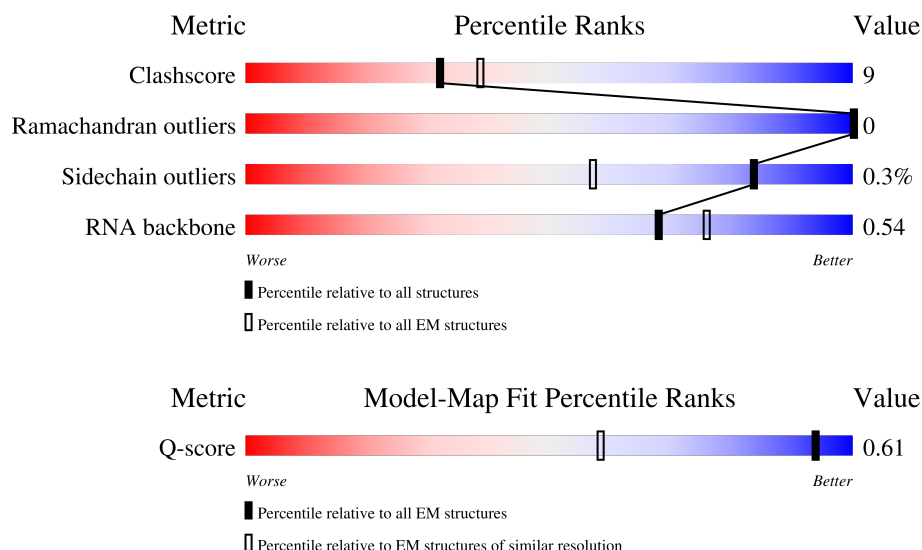 Metric Percentile Ranks Value
Clashscore 9
Ramachandran outliers 0
Sidechain outliers 0.3%
RNA backbone 0.54
Worse Better
Percentile relative to all structures
Percentile relative to all EM structures
Metric Model-Map Fit Percentile Ranks Value
Q-score 0.61
Worse Better
Percentile relative to all EM structures
Percentile relative to EM structures of similar resolution